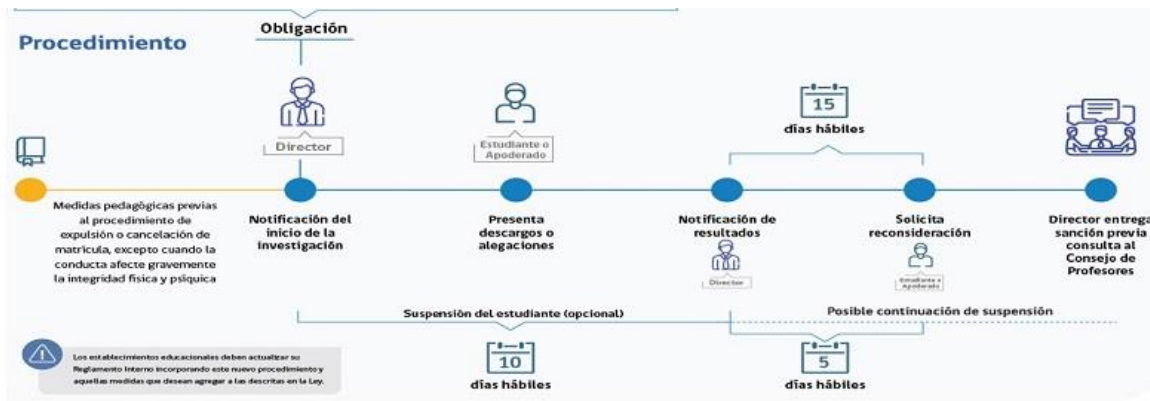 Procedimiento
Obligación
Director
Estudiante o
Apoderado
15
días hábiles
Medidas pedagógicas previas
al procedimiento de
expulsión o cancelación de
matrícula, excepto cuando la
conducta afecte gravemente
la integridad física y psíquica
Notificación del
inicio de la
investigación
Presenta
descargos o
alegaciones
Notificación de
resultados
Director
Solicita
reconsideración
Estudiante o
Apoderado
Director entrega
sanción previa
consulta al
Consejo de
Profesores
Suspensión del estudiante (opcional)
Posible continuación de suspensión
10
días hábiles
5
días hábiles
Los establecimientos educacionales deben actualizar su
Reglamento Interno incorporando este nuevo procedimiento y
aquellas medidas que desean agregar a las descritas en la Ley.